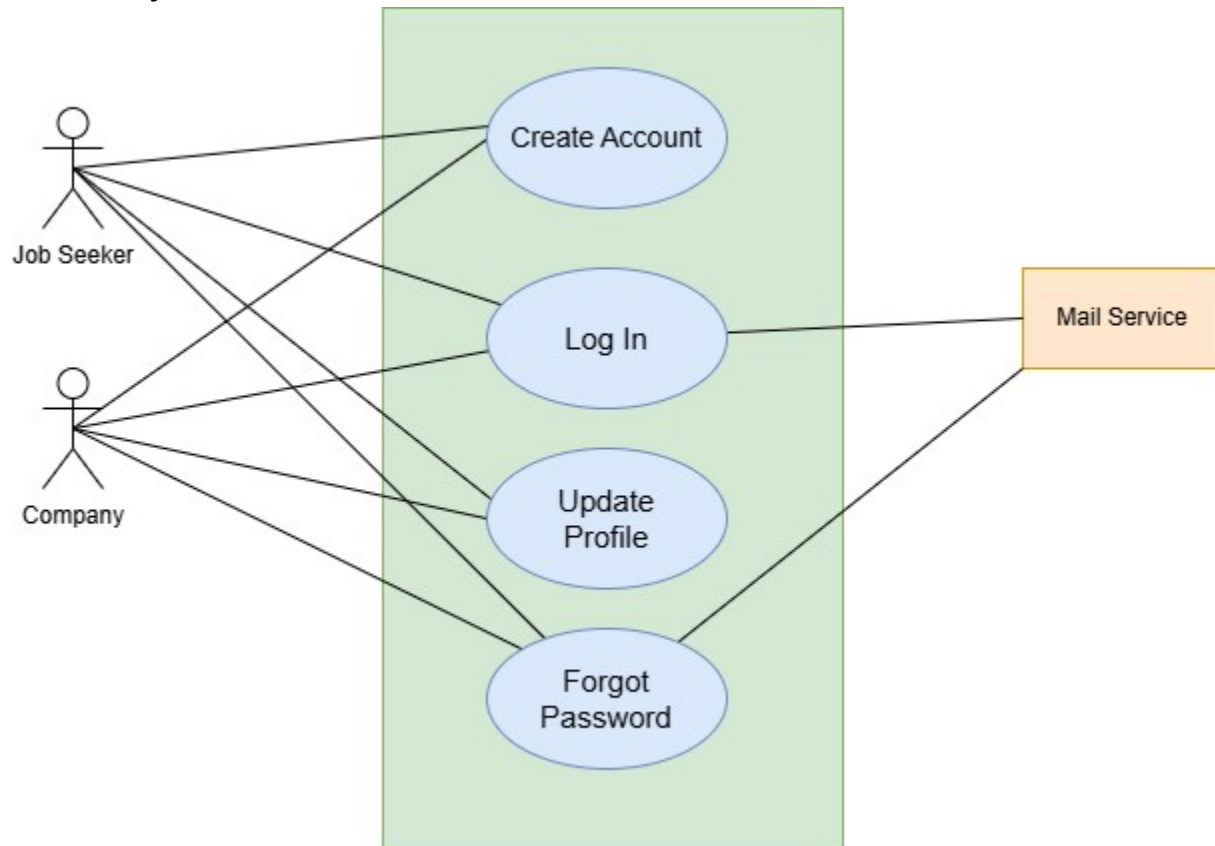 Create Account
Job Seeker
Log In
Mail Service
Company
Update
Profile
Forgot
Password